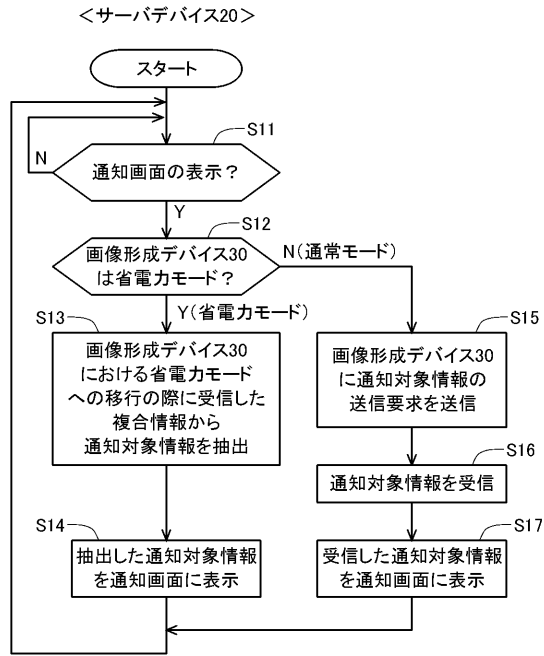 ＜サーバデバイス20＞
スタート
S11
通知画面の表示？
N
Y
S12
画像形成デバイス30
は省電力モード？
N（通常モード）
Y（省電力モード）
S13
画像形成デバイス30
における省電力モード
への移行の際に受信した
複合情報から
通知対象情報を抽出
S15
画像形成デバイス30
に通知対象情報の
送信要求を送信
S16
通知対象情報を受信
S14
抽出した通知対象情報
を通知画面に表示
S17
受信した通知対象情報
を通知画面に表示